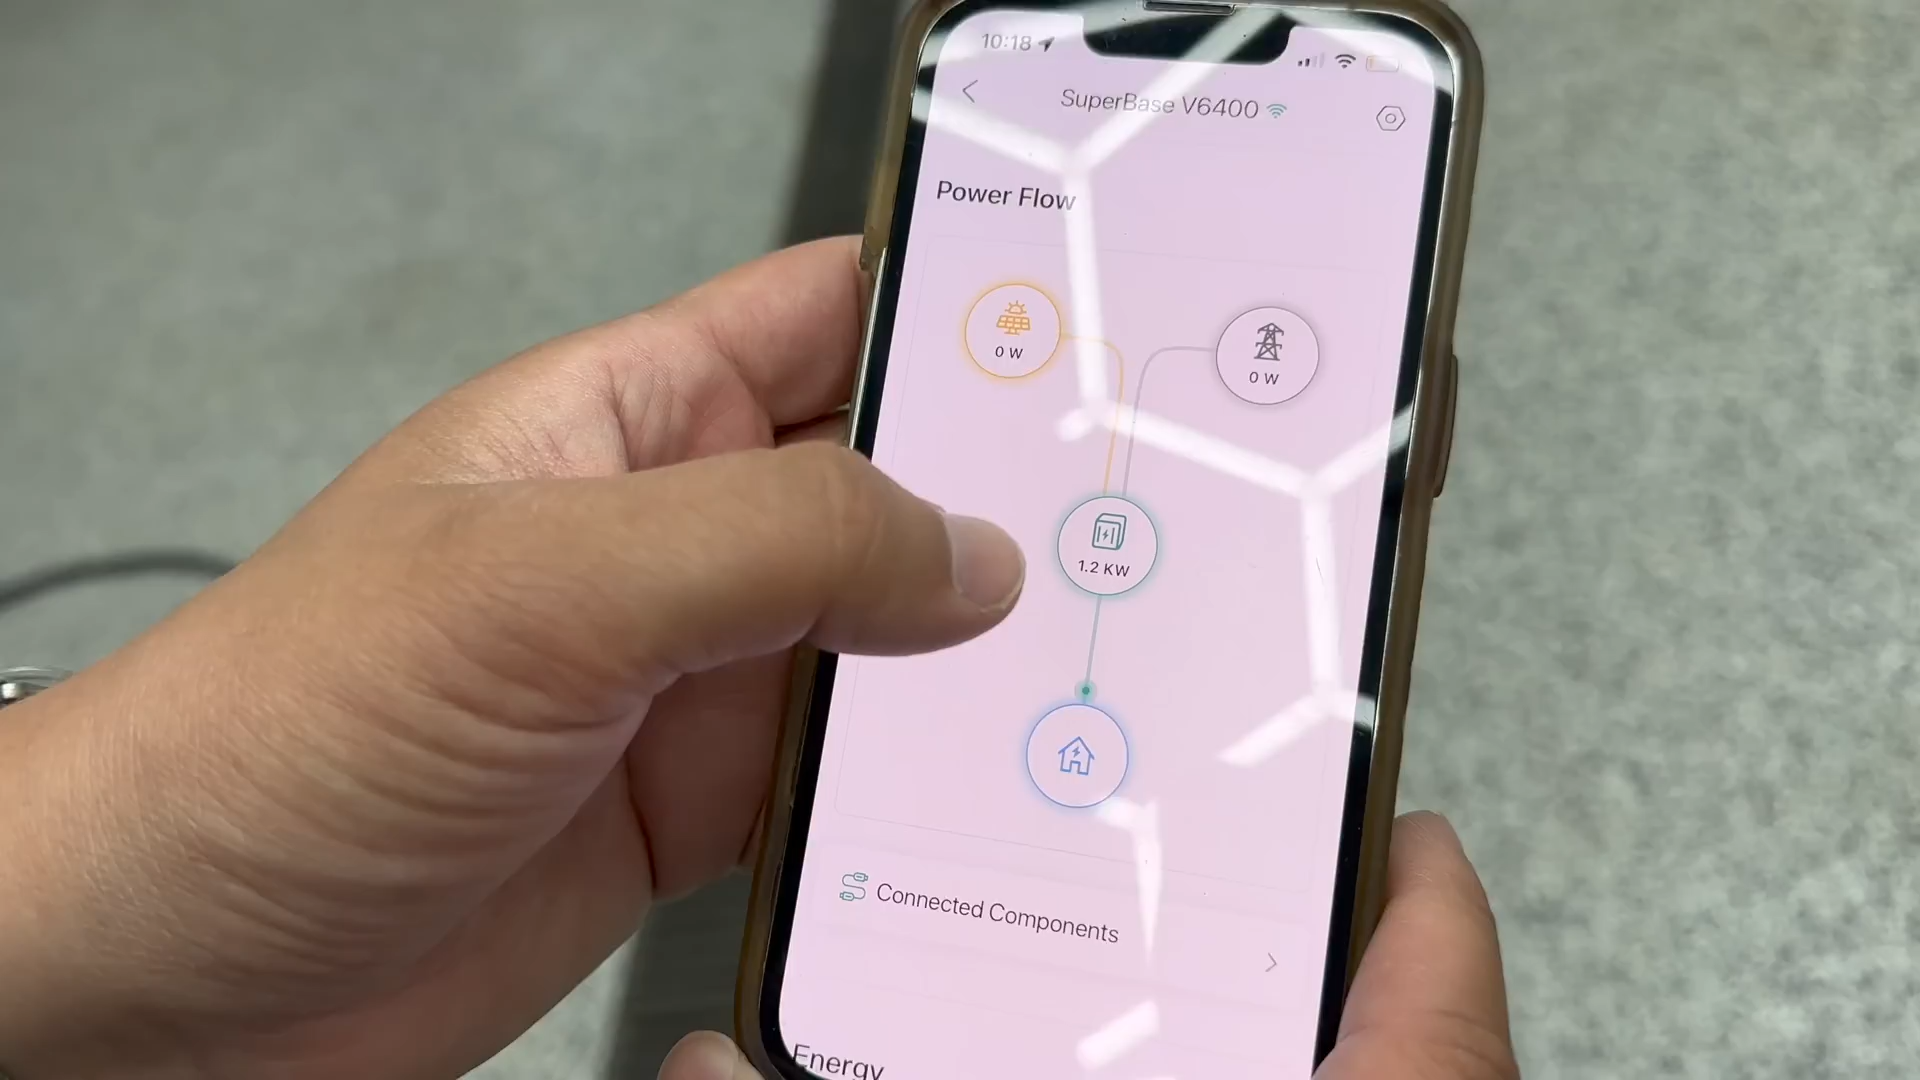 10:18
SuperBase V6400
Power Flow
0 W
0 W
1.2 KW
Connected Components
Energy